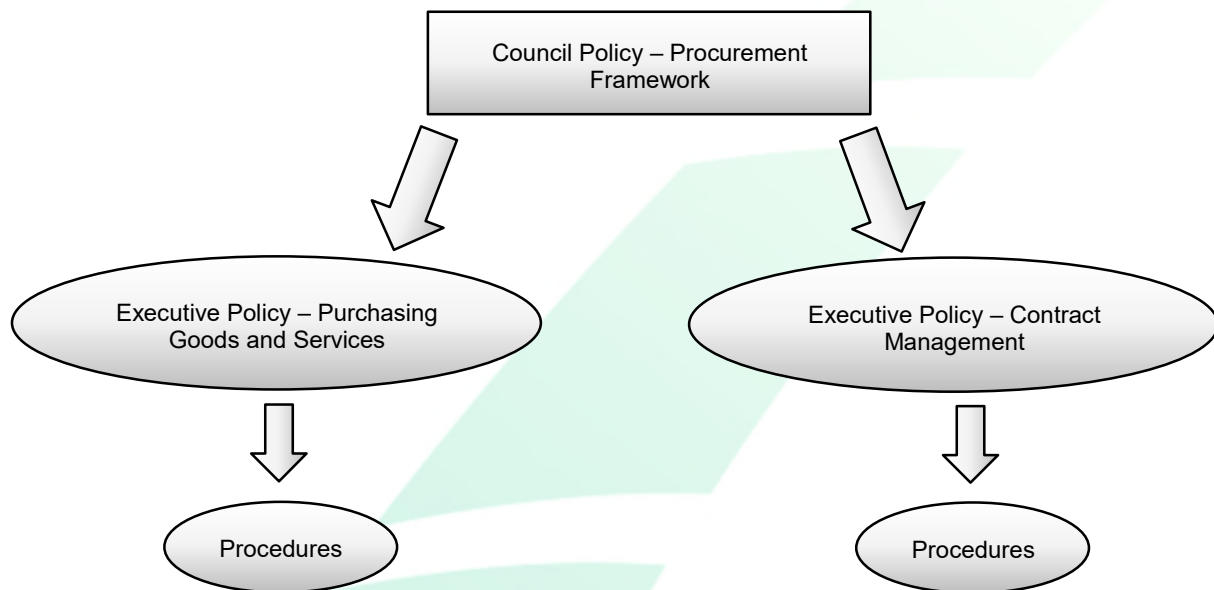 Council Policy – Procurement
Framework
Executive Policy – Purchasing
Goods and Services
Executive Policy – Contract
Management
Procedures
Procedures